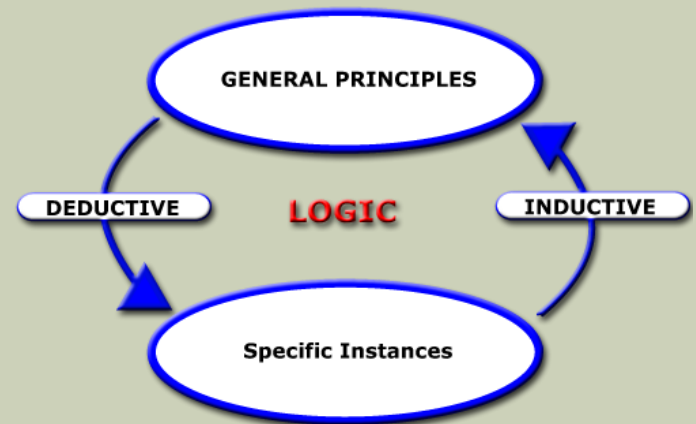 GENERAL PRINCIPLES
DEDUCTIVE
LOGIC
INDUCTIVE
Specific Instances